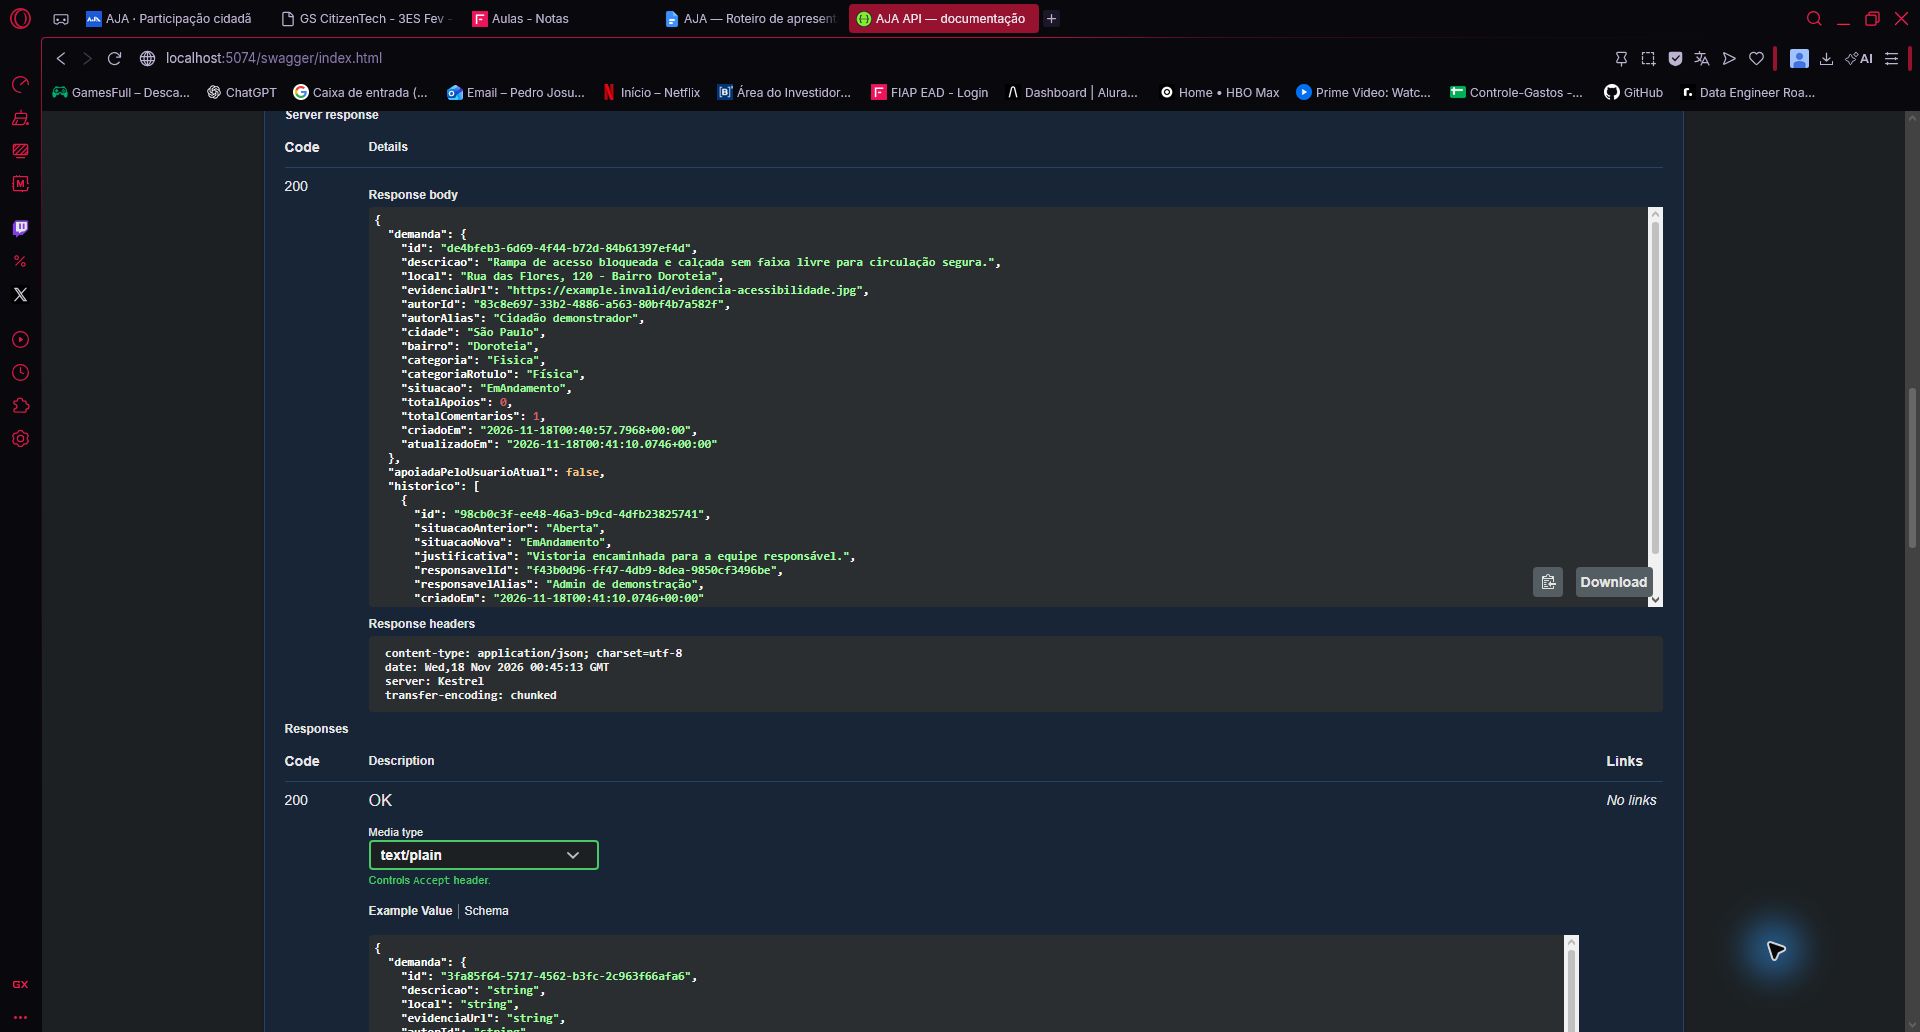 AJA · Participação cidadã
GS CitizenTech - 3ES Fev -
Aulas - Notas
AJA — Roteiro de apresent
AJA API — documentação
localhost:5074/swagger/index.html
AI
GamesFull – Desca...
ChatGPT
Caixa de entrada (...
Email – Pedro Josu...
Início – Netflix
Área do Investidor...
FIAP EAD - Login
Dashboard | Alura...
Home • HBO Max
Prime Video: Watc...
Controle-Gastos -...
GitHub
Data Engineer Roa...
Server response
Code Details
200
Response body
{
"demanda": {
"id": "de4bfeb3-6d69-4f44-b72d-84b61397ef4d",
"descricao": "Rampa de acesso bloqueada e calçada sem faixa livre para circulação segura.",
"local": "Rua das Flores, 120 - Bairro Doroteia",
"evidenciaUrl": "https://example.invalid/evidencia-acessibilidade.jpg",
"autorId": "83c8e697-33b2-4886-a563-80bf4b7a582f",
"autorAlias": "Cidadão demonstrador",
"cidade": "São Paulo",
"bairro": "Doroteia",
"categoria": "Fisica",
"categoriaRotulo": "Física",
"situacao": "EmAndamento",
"totalApoios": 0,
"totalComentarios": 1,
"criadoEm": "2026-11-18T00:40:57.7968+00:00",
"atualizadoEm": "2026-11-18T00:41:10.0746+00:00"
},
"apoiadaPeloUsuarioAtual": false,
"historico": [
{
"id": "98cb0c3f-ee48-46a3-b9cd-4dfb23825741",
"situacaoAnterior": "Aberta",
"situacaoNova": "EmAndamento",
"justificativa": "Vistoria encaminhada para a equipe responsável.",
"responsavelId": "f43b0d96-ff47-4db9-8dea-9850cf3496be",
"responsavelAlias": "Admin de demonstração",
"criadoEm": "2026-11-18T00:41:10.0746+00:00"
Download
Response headers
content-type: application/json; charset=utf-8
date: Wed,18 Nov 2026 00:45:13 GMT
server: Kestrel
transfer-encoding: chunked
Responses
Code Description Links
200 OK No links
Media type
text/plain
Controls Accept header.
Example Value | Schema
{
"demanda": {
"id": "3fa85f64-5717-4562-b3fc-2c963f66afa6",
"descricao": "string",
"local": "string",
"evidenciaUrl": "string",
"autorId": "string",
GX